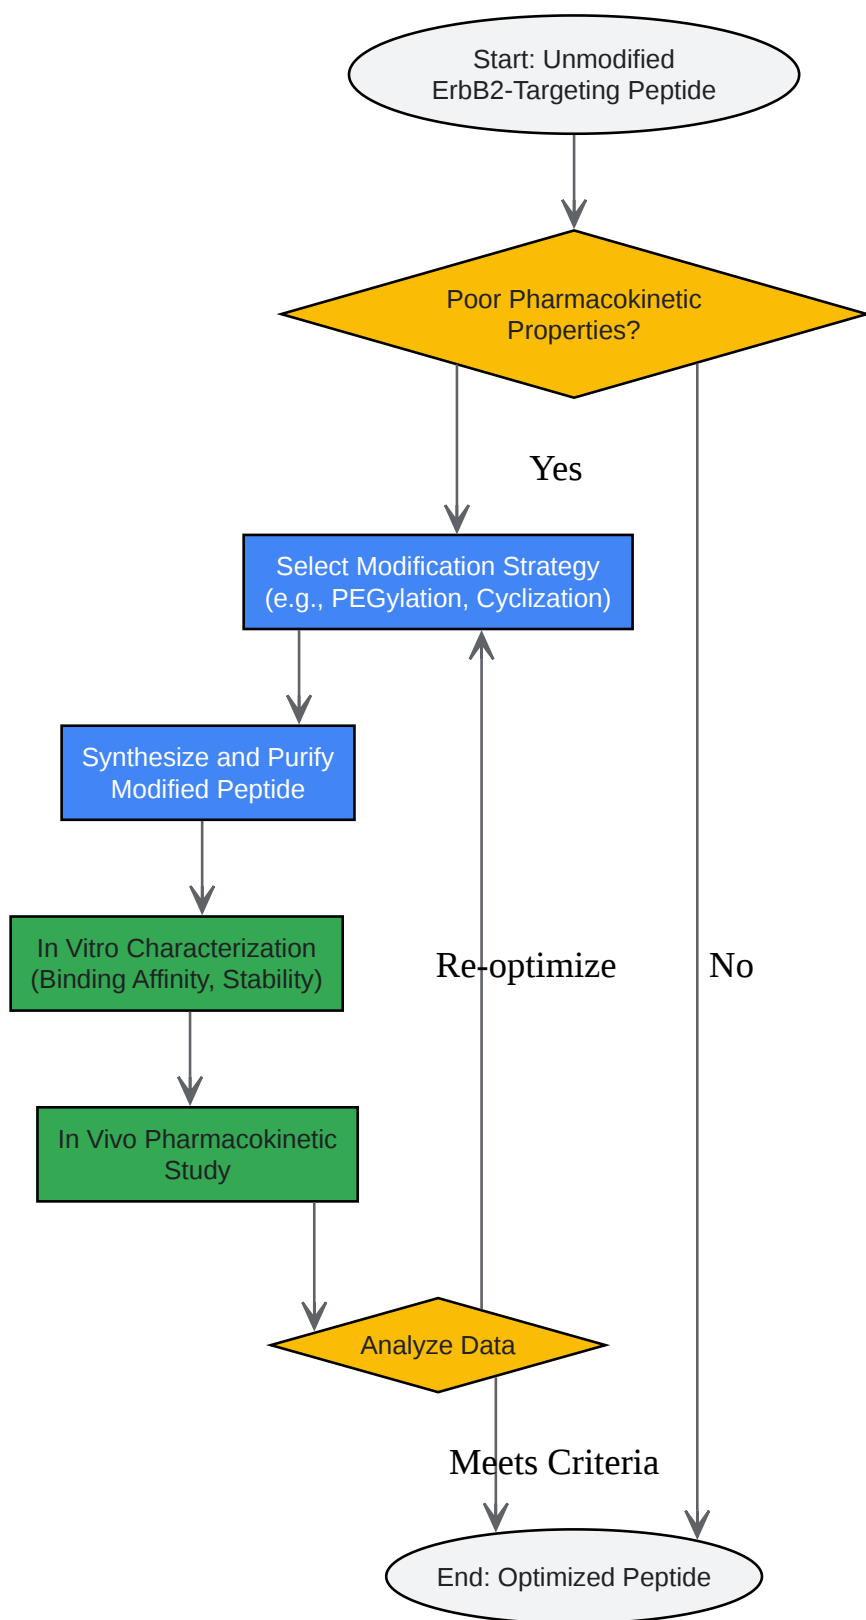 Start: Unmodified
ErbB2-Targeting Peptide
Poor Pharmacokinetic
Properties?
Yes
Select Modification Strategy
(e.g., PEGylation, Cyclization)
Synthesize and Purify
Modified Peptide
In Vitro Characterization
(Binding Affinity, Stability)
Re-optimize
No
In Vivo Pharmacokinetic
Study
Analyze Data
Meets Criteria
End: Optimized Peptide